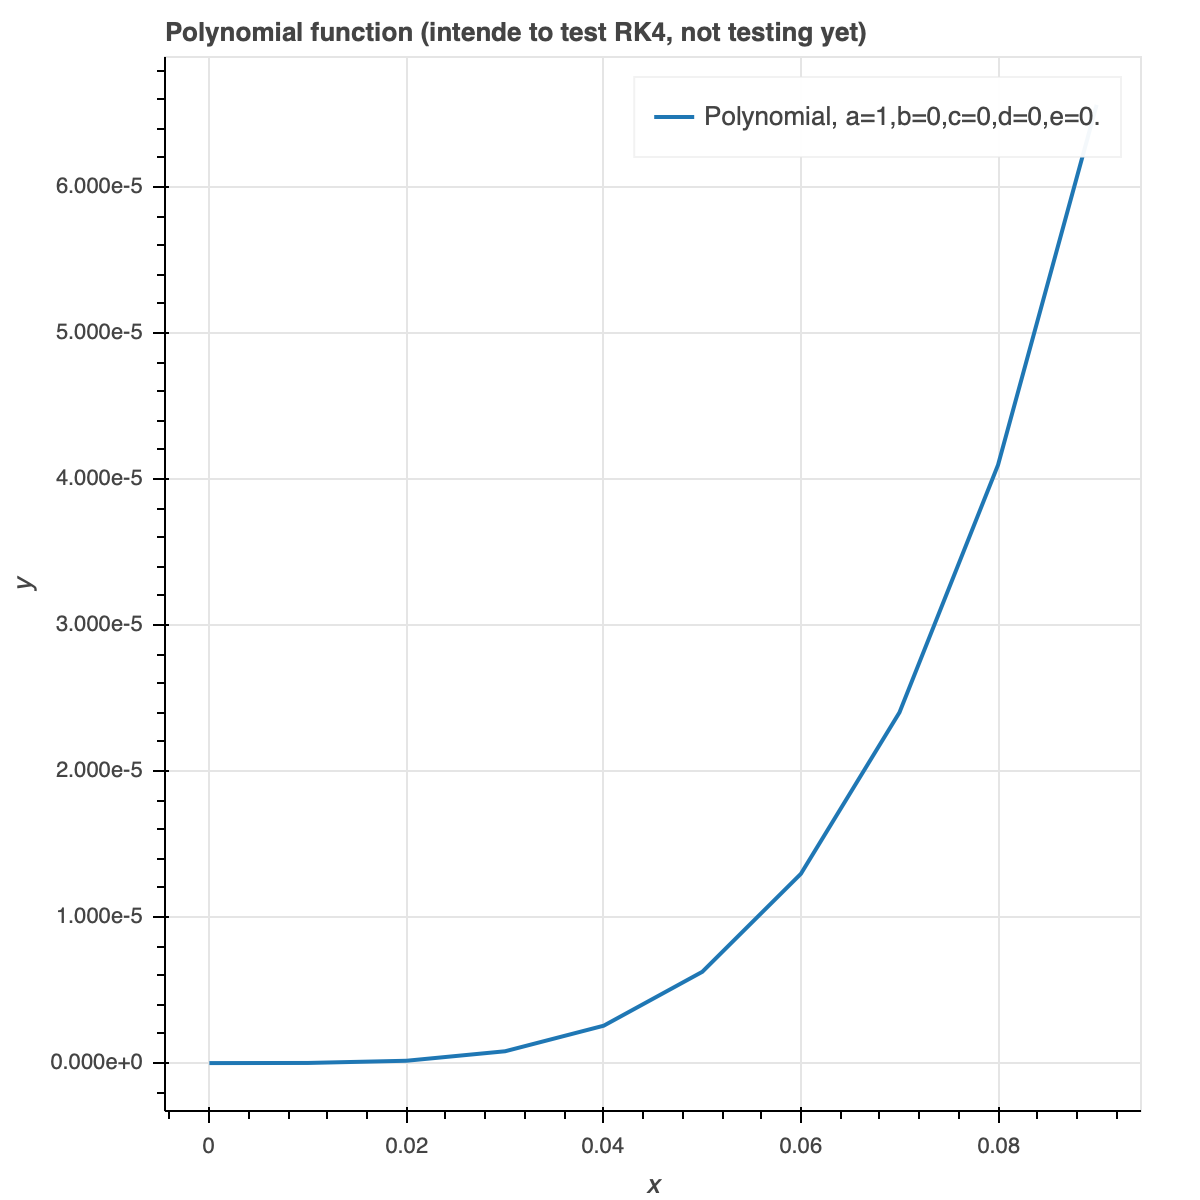 Polynomial function (intende to test RK4, not testing yet)
Polynomial, a=1,b=0,c=0,d=0,e=0.
6.000e-5
5.000e-5
4.000e-5
3.000e-5
2.000e-5
1.000e-5
0.000e+0
y
0 0.02 0.04 0.06 0.08
x